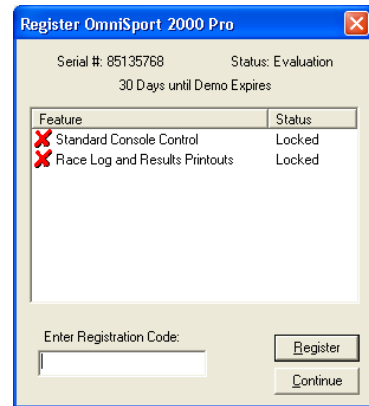 Register OmniSport 2000 Pro
Serial #: 85135768 Status: Evaluation
30 Days until Demo Expires
Feature Status
Standard Console Control Locked
Race Log and Results Printouts Locked
Enter Registration Code:
Register
Continue